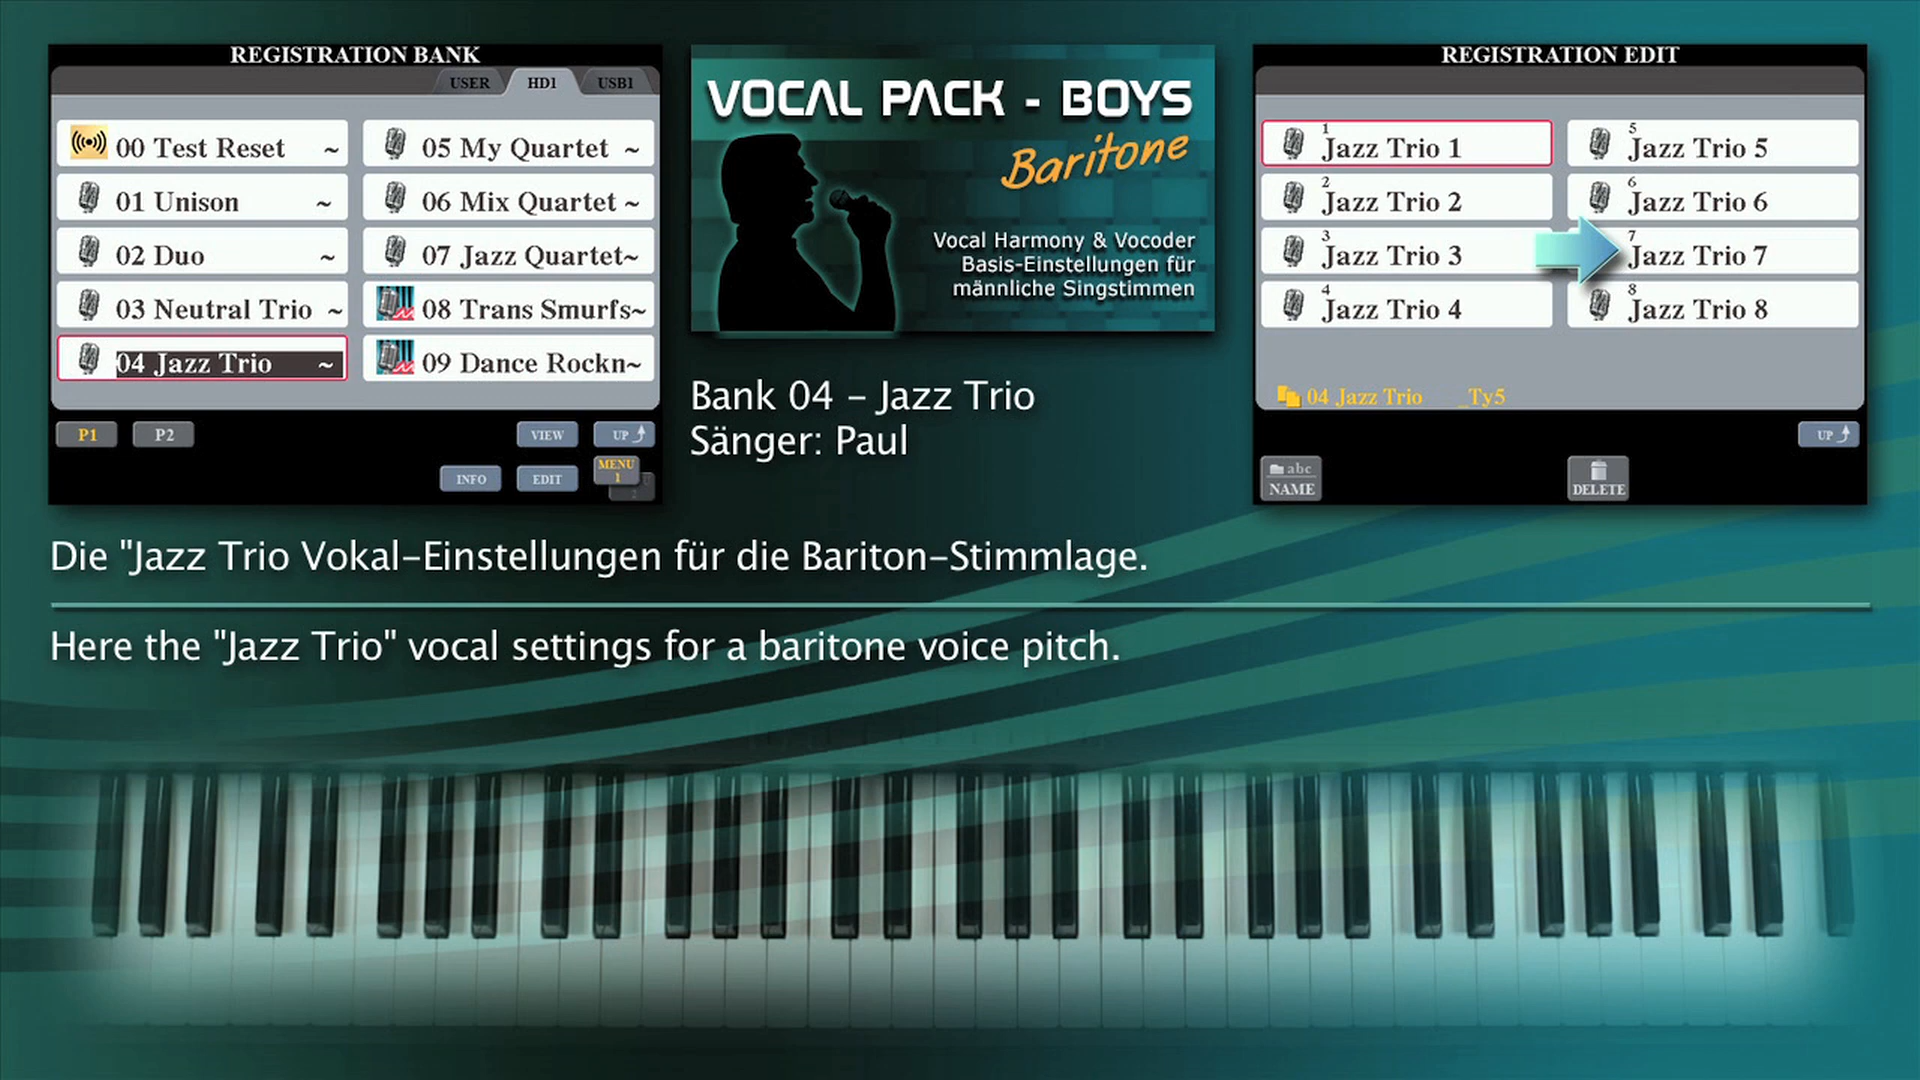 REGISTRATION BANK
USER HD1 USB1
00 Test Reset ~
01 Unison ~
02 Duo ~
03 Neutral Trio ~
04 Jazz Trio ~
05 My Quartet ~
06 Mix Quartet ~
07 Jazz Quartet~
08 Trans Smurfs~
09 Dance Rockn~
P1 P2 VIEW UP
INFO EDIT MENU
1
2
VOCAL PACK - BOYS
Baritone
Vocal Harmony & Vocoder
Basis-Einstellungen für
männliche Singstimmen
Bank 04 – Jazz Trio
Sänger: Paul
REGISTRATION EDIT
1
Jazz Trio 1
2
Jazz Trio 2
3
Jazz Trio 3
4
Jazz Trio 4
5
Jazz Trio 5
6
Jazz Trio 6
7
Jazz Trio 7
8
Jazz Trio 8
04 Jazz Trio _Ty5
UP
abc
NAME
DELETE
Die "Jazz Trio Vokal-Einstellungen für die Bariton-Stimmlage.
Here the "Jazz Trio" vocal settings for a baritone voice pitch.